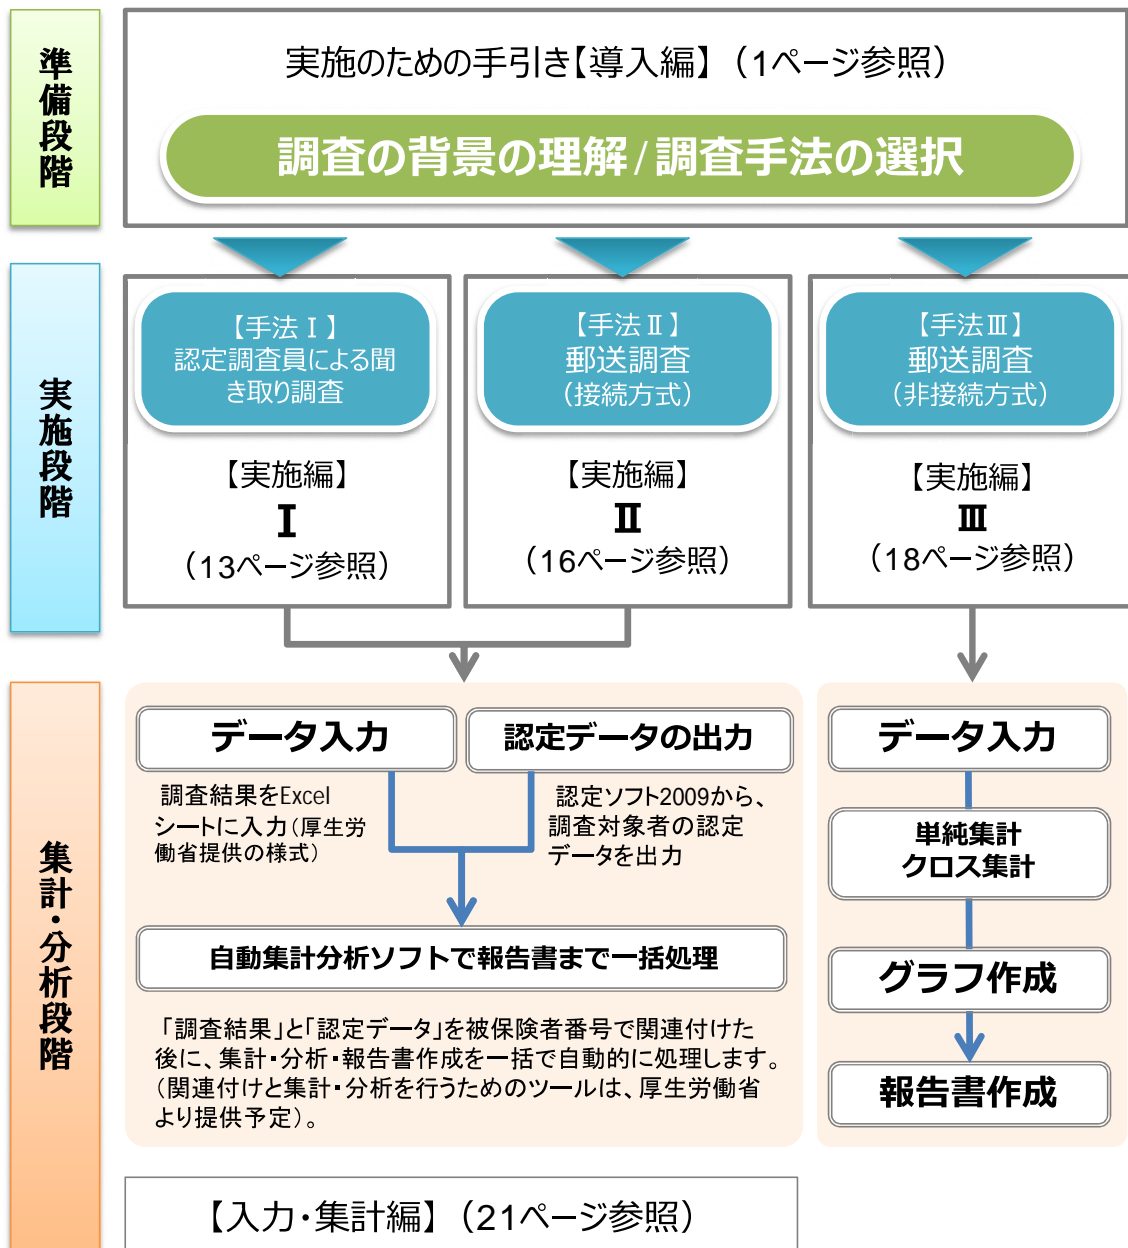 準備段階
実施のための手引き【導入編】（1ページ参照）
調査の背景の理解/調査手法の選択
実施段階
【手法Ⅰ】
認定調査員による聞
き取り調査
【実施編】
Ⅰ
（13ページ参照）
【手法Ⅱ】
郵送調査
（接続方式）
【実施編】
Ⅱ
（16ページ参照）
【手法Ⅲ】
郵送調査
（非接続方式）
【実施編】
Ⅲ
（18ページ参照）
集計・分析段階
データ入力
調査結果をExcel
シートに入力（厚生労
働省提供の様式）
認定データの出力
認定ソフト2009から、
調査対象者の認定
データを出力
自動集計分析ソフトで報告書まで一括処理
「調査結果」と「認定データ」を被保険者番号で関連付けた
後に、集計・分析・報告書作成を一括で自動的に処理します。
（関連付けと集計・分析を行うためのツールは、厚生労働省
より提供予定）。
データ入力
単純集計
クロス集計
グラフ作成
報告書作成
【入力・集計編】（21ページ参照）